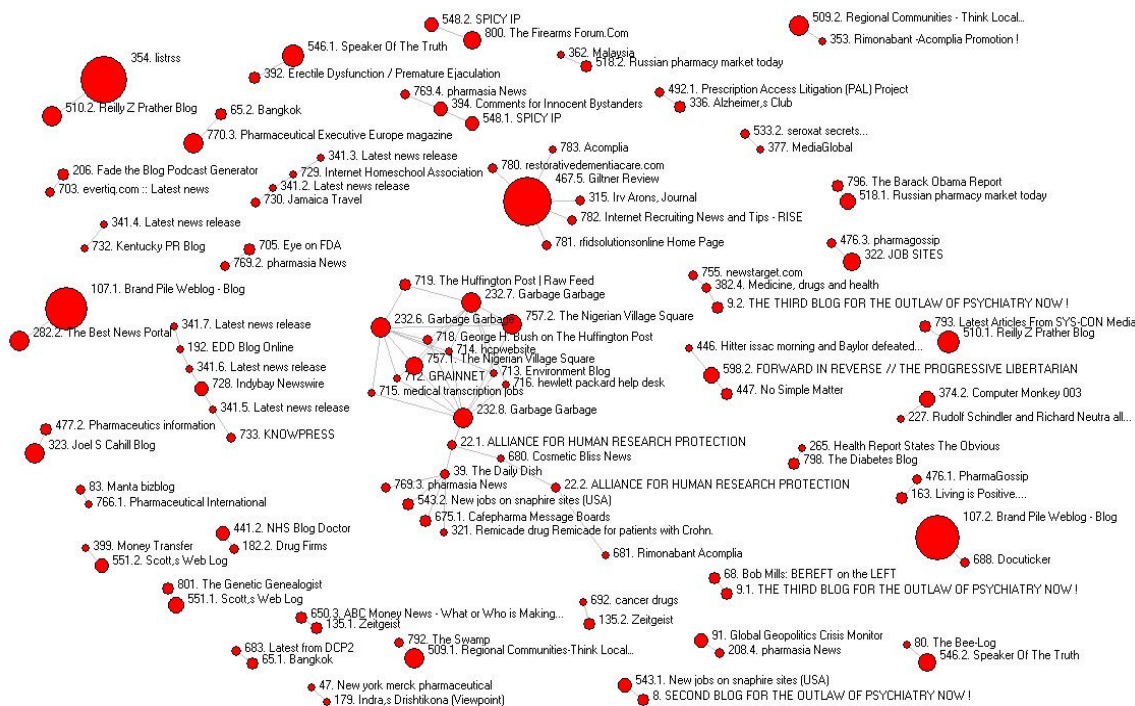 548.2. SPICY IP
800. The Firearms Forum.Com
509.2. Regional Communities - Think Local...
353. Rimonabant -Acomplia Promotion !
546.1. Speaker Of The Truth
392. Erectile Dysfunction / Premature Ejaculation
362. Malaysia
518.2. Russian pharmacy market today
354. listrss
510.2. Reilly Z Prather Blog
769.4. pharmasia News
394. Comments for Innocent Bystanders
548.1. SPICY IP
492.1. Prescription Access Litigation (PAL) Project
336. Alzheimer,s Club
65.2. Bangkok
770.3. Pharmaceutical Executive Europe magazine
533.2. seroxat secrets...
377. MediaGlobal
341.3. Latest news release
729. Internet Homeschool Association
341.2. Latest news release
730. Jamaica Travel
783. Acomplia
780. restorativedementiacare.com
467.5. Giltner Review
315. Irv Arons, Journal
782. Internet Recruiting News and Tips - RISE
781. rfidsolutionsonline Home Page
206. Fade the Blog Podcast Generator
703. evertiq.com :: Latest news
796. The Barack Obama Report
518.1. Russian pharmacy market today
341.4. Latest news release
732. Kentucky PR Blog
705. Eye on FDA
769.2. pharmasia News
476.3. pharmagossip
322. JOB SITES
719. The Huffington Post | Raw Feed
232.7. Garbage Garbage
232.6. Garbage Garbage
757.2. The Nigerian Village Square
718. George H. Bush on The Huffington Post
714. hcpwebsite
757.1. The Nigerian Village Square
713. Environment Blog
712. GRAINNET
716. hewlett packard help desk
715. medical transcription jobs
232.8. Garbage Garbage
755. newstarget.com
382.4. Medicine, drugs and health
9.2. THE THIRD BLOG FOR THE OUTLAW OF PSYCHIATRY NOW !
107.1. Brand Pile Weblog - Blog
282.2. The Best News Portal
341.7. Latest news release
192. EDD Blog Online
341.6. Latest news release
728. Indybay Newswire
341.5. Latest news release
733. KNOWPRESS
793. Latest Articles From SYS-CON Media
510.1. Reilly Z Prather Blog
446. Hitter issac morning and Baylor defeated...
598.2. FORWARD IN REVERSE // THE PROGRESSIVE LIBERTARIAN
447. No Simple Matter
374.2. Computer Monkey 003
227. Rudolf Schindler and Richard Neutra all...
477.2. Pharmaceutics information
323. Joel S Cahill Blog
22.1. ALLIANCE FOR HUMAN RESEARCH PROTECTION
680. Cosmetic Bliss News
39. The Daily Dish
769.3. pharmasia News
22.2. ALLIANCE FOR HUMAN RESEARCH PROTECTION
543.2. New jobs on snaphire sites (USA)
675.1. Cafepharma Message Boards
321. Remicade drug Remicade for patients with Crohn.
681. Rimonabant Acomplia
265. Health Report States The Obvious
798. The Diabetes Blog
476.1. PharmaGossip
163. Living is Positive....
83. Manta bizblog
766.1. Pharmaceutical International
107.2. Brand Pile Weblog - Blog
688. Docuticker
441.2. NHS Blog Doctor
182.2. Drug Firms
399. Money Transfer
551.2. Scott,s Web Log
801. The Genetic Genealogist
551.1. Scott,s Web Log
68. Bob Mills: BEREFT on the LEFT
9.1. THE THIRD BLOG FOR THE OUTLAW OF PSYCHIATRY NOW !
650.3. ABC Money News - What or Who is Making...
135.1. Zeitgeist
692. cancer drugs
135.2. Zeitgeist
683. Latest from DCP2
65.1. Bangkok
792. The Swamp
509.1. Regional Communities-Think Local...
91. Global Geopolitics Crisis Monitor
208.4. pharmasia News
80. The Bee-Log
546.2. Speaker Of The Truth
47. New york merck pharmaceutical
179. Indra,s Drishtikona (Viewpoint)
543.1. New jobs on snaphire sites (USA)
8. SECOND BLOG FOR THE OUTLAW OF PSYCHIATRY NOW !